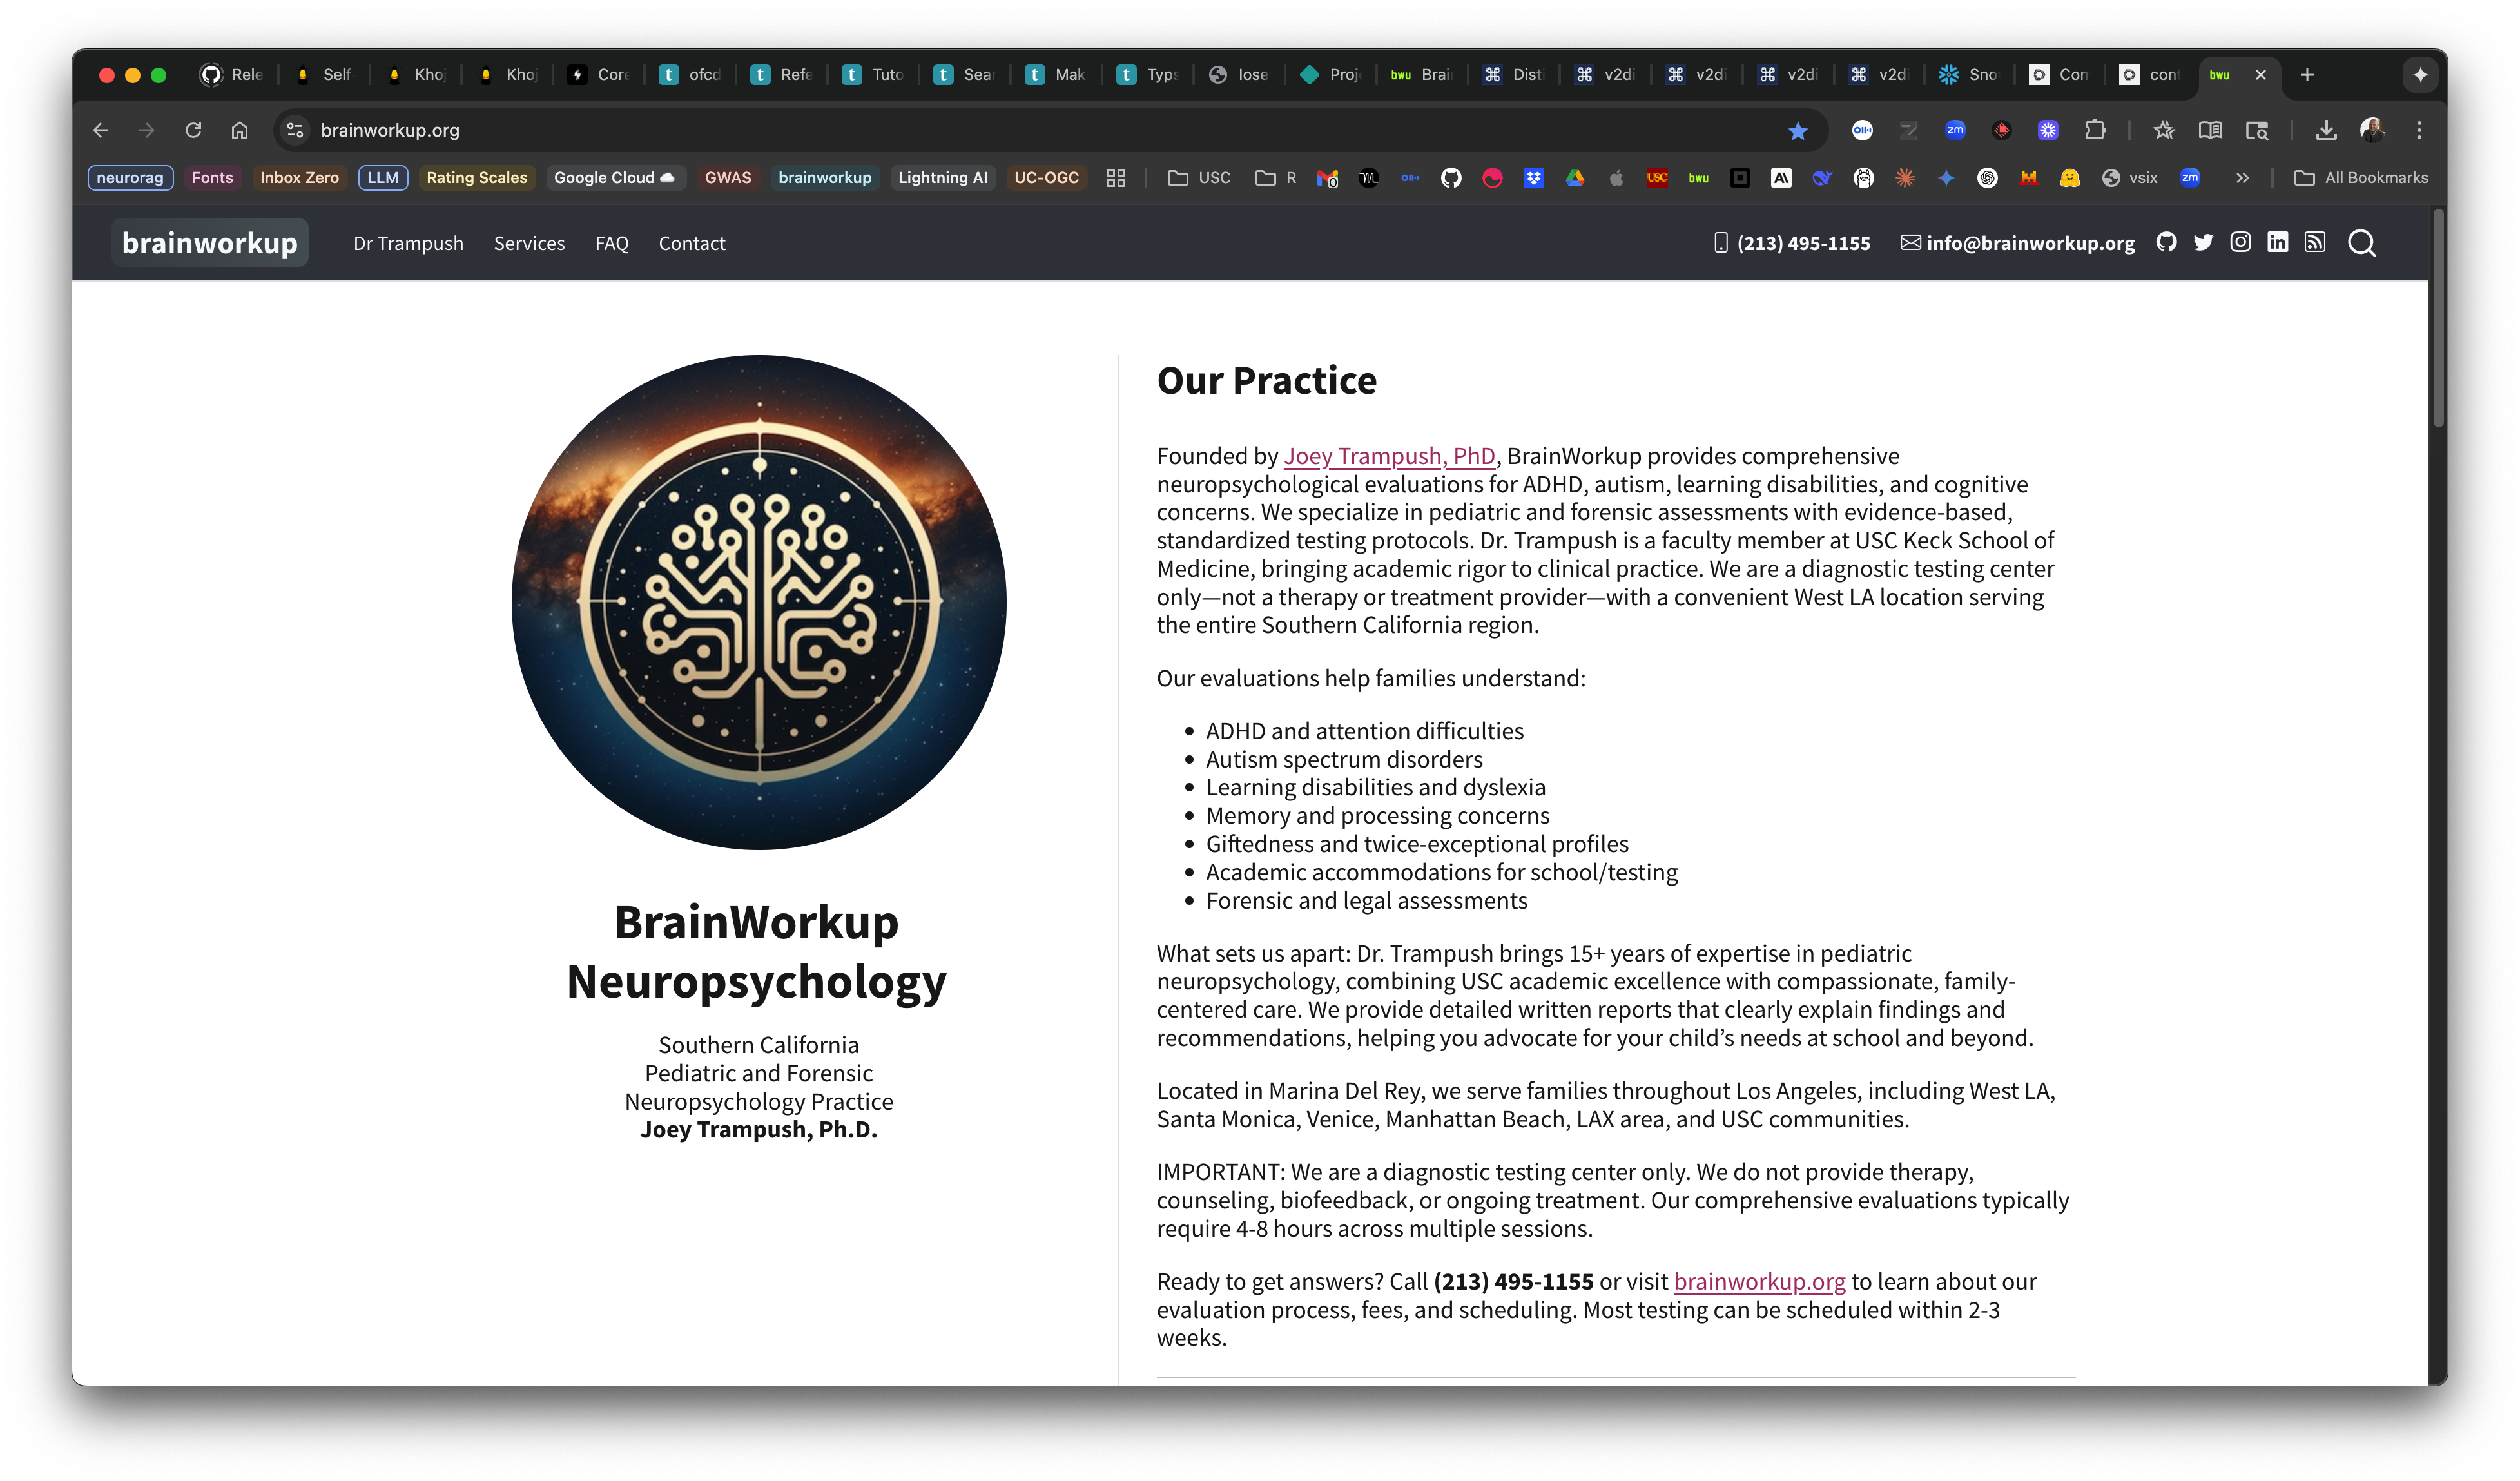 Rele
Self-
Khoj
Khoj
Core
ofcd
Refe
Tuto
Sear
Mak
Typs
lose
Proj
bwu Brai
Disti
v2di
v2di
v2di
v2di
Sno
Con
con
bwu
brainworkup.org
neurorag
Fonts
Inbox Zero
LLM
Rating Scales
Google Cloud
GWAS
brainworkup
Lightning AI
UC-OGC
USC
R
USC
bwu
vsix
zm
All Bookmarks
brainworkup
Dr Trampush
Services
FAQ
Contact
(213) 495-1155
info@brainworkup.org
BrainWorkup
Neuropsychology
Southern California
Pediatric and Forensic
Neuropsychology Practice
Joey Trampush, Ph.D.
Our Practice
Founded by Joey Trampush, PhD, BrainWorkup provides comprehensive
neuropsychological evaluations for ADHD, autism, learning disabilities, and cognitive
concerns. We specialize in pediatric and forensic assessments with evidence-based,
standardized testing protocols. Dr. Trampush is a faculty member at USC Keck School of
Medicine, bringing academic rigor to clinical practice. We are a diagnostic testing center
only—not a therapy or treatment provider—with a convenient West LA location serving
the entire Southern California region.
Our evaluations help families understand:
• ADHD and attention difficulties
• Autism spectrum disorders
• Learning disabilities and dyslexia
• Memory and processing concerns
• Giftedness and twice-exceptional profiles
• Academic accommodations for school/testing
• Forensic and legal assessments
What sets us apart: Dr. Trampush brings 15+ years of expertise in pediatric
neuropsychology, combining USC academic excellence with compassionate, family-
centered care. We provide detailed written reports that clearly explain findings and
recommendations, helping you advocate for your child’s needs at school and beyond.
Located in Marina Del Rey, we serve families throughout Los Angeles, including West LA,
Santa Monica, Venice, Manhattan Beach, LAX area, and USC communities.
IMPORTANT: We are a diagnostic testing center only. We do not provide therapy,
counseling, biofeedback, or ongoing treatment. Our comprehensive evaluations typically
require 4-8 hours across multiple sessions.
Ready to get answers? Call (213) 495-1155 or visit brainworkup.org to learn about our
evaluation process, fees, and scheduling. Most testing can be scheduled within 2-3
weeks.